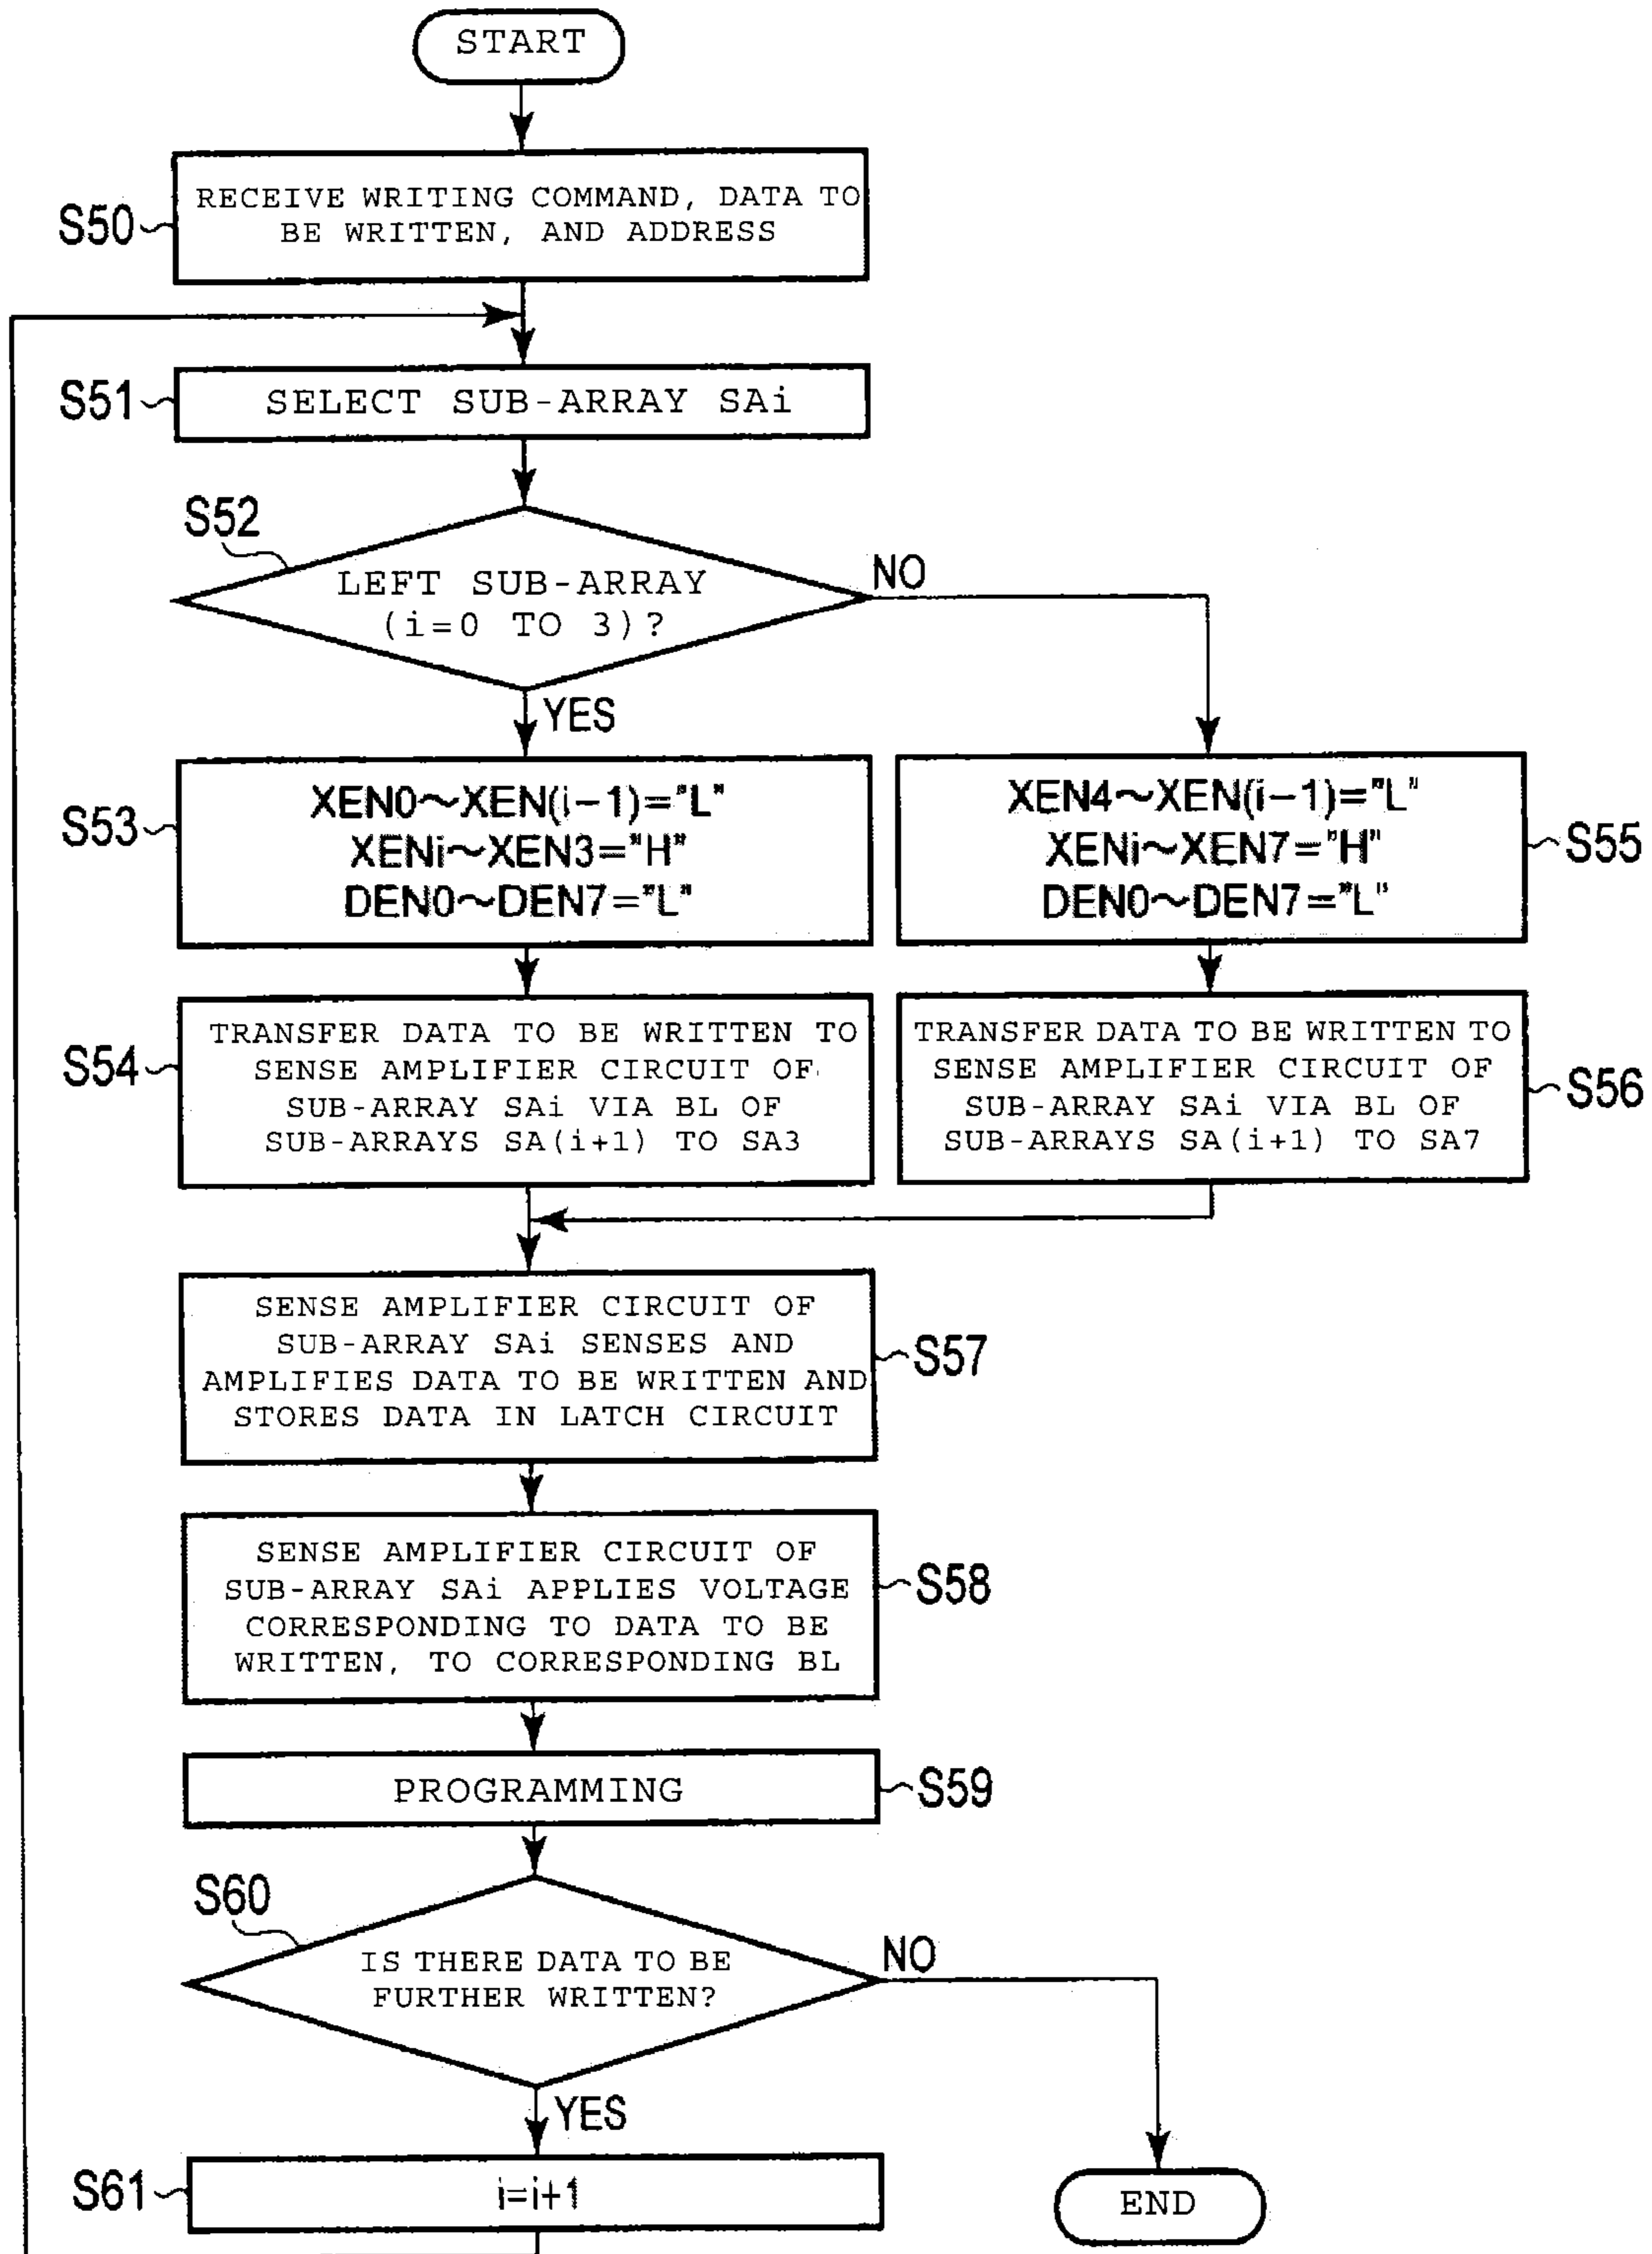 START
S50
RECEIVE WRITING COMMAND, DATA TO
BE WRITTEN, AND ADDRESS
S51
SELECT SUB-ARRAY SAi
S52
LEFT SUB-ARRAY
(i=0 TO 3)?
NO
YES
S53
XEN0~XEN(i-1)="L"
XENi~XEN3="H"
DEN0~DEN7="L"
XEN4~XEN(i-1)="L"
XENi~XEN7="H"
DEN0~DEN7="L"
S55
S54
TRANSFER DATA TO BE WRITTEN TO
SENSE AMPLIFIER CIRCUIT OF
SUB-ARRAY SAi VIA BL OF
SUB-ARRAYS SA(i+1) TO SA3
TRANSFER DATA TO BE WRITTEN TO
SENSE AMPLIFIER CIRCUIT OF
SUB-ARRAY SAi VIA BL OF
SUB-ARRAYS SA(i+1) TO SA7
S56
SENSE AMPLIFIER CIRCUIT OF
SUB-ARRAY SAi SENSES AND
AMPLIFIES DATA TO BE WRITTEN AND
STORES DATA IN LATCH CIRCUIT
S57
SENSE AMPLIFIER CIRCUIT OF
SUB-ARRAY SAi APPLIES VOLTAGE
CORRESPONDING TO DATA TO BE
WRITTEN, TO CORRESPONDING BL
S58
PROGRAMMING
S59
S60
IS THERE DATA TO BE
FURTHER WRITTEN?
NO
YES
S61
i=i+1
END